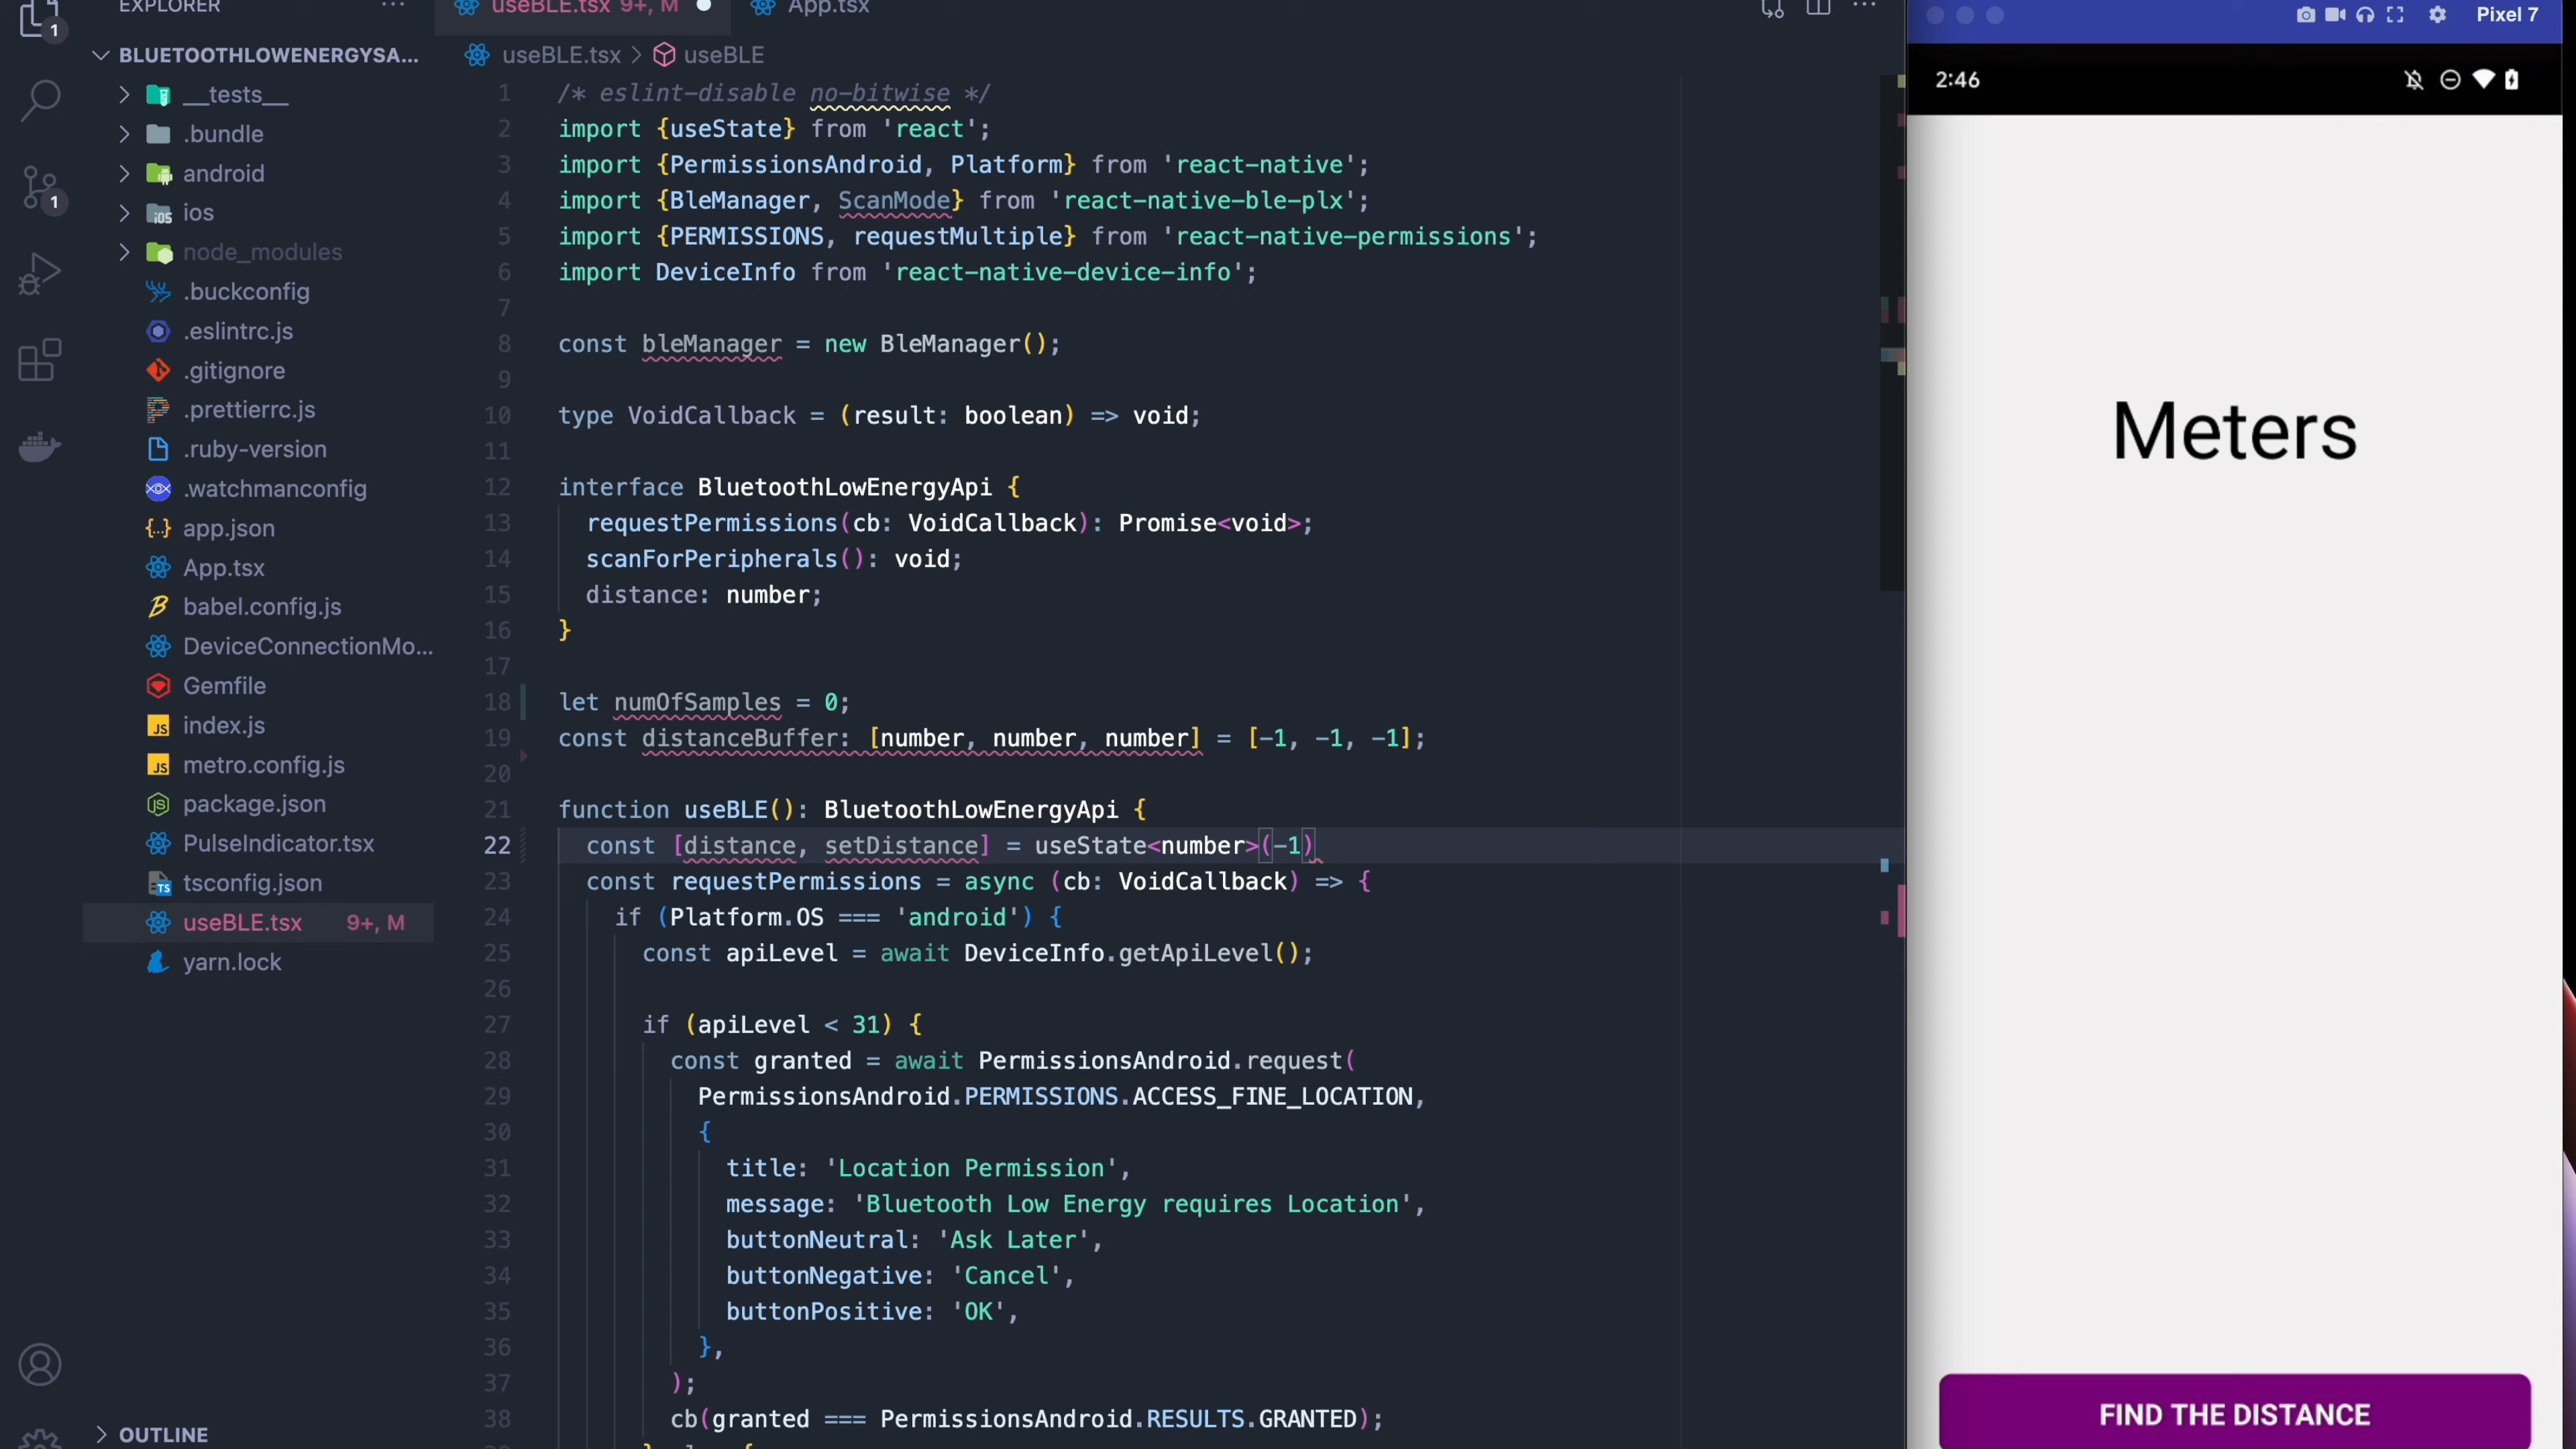 EXPLORER
1
BLUETOOTHLOWENERGYSA...
__tests__
.bundle
android
ios
node_modules
.buckconfig
.eslintrc.js
.gitignore
.prettierrc.js
.ruby-version
.watchmanconfig
app.json
App.tsx
babel.config.js
DeviceConnectionMo...
Gemfile
index.js
metro.config.js
package.json
PulseIndicator.tsx
tsconfig.json
useBLE.tsx 9+, M
yarn.lock
1
OUTLINE
useBLE.tsx 9+, M
App.tsx
useBLE.tsx > useBLE
1 /* eslint-disable no-bitwise */
2 import {useState} from 'react';
3 import {PermissionsAndroid, Platform} from 'react-native';
4 import {BleManager, ScanMode} from 'react-native-ble-plx';
5 import {PERMISSIONS, requestMultiple} from 'react-native-permissions';
6 import DeviceInfo from 'react-native-device-info';
7
8 const bleManager = new BleManager();
9
10 type VoidCallback = (result: boolean) => void;
11
12 interface BluetoothLowEnergyApi {
13 requestPermissions(cb: VoidCallback): Promise<void>;
14 scanForPeripherals(): void;
15 distance: number;
16 }
17
18 let numOfSamples = 0;
19 const distanceBuffer: [number, number, number] = [-1, -1, -1];
20
21 function useBLE(): BluetoothLowEnergyApi {
22 const [distance, setDistance] = useState<number>(-1)
23 const requestPermissions = async (cb: VoidCallback) => {
24 if (Platform.OS === 'android') {
25 const apiLevel = await DeviceInfo.getApiLevel();
26
27 if (apiLevel < 31) {
28 const granted = await PermissionsAndroid.request(
29 PermissionsAndroid.PERMISSIONS.ACCESS_FINE_LOCATION,
30 {
31 title: 'Location Permission',
32 message: 'Bluetooth Low Energy requires Location',
33 buttonNeutral: 'Ask Later',
34 buttonNegative: 'Cancel',
35 buttonPositive: 'OK',
36 },
37 );
38 cb(granted === PermissionsAndroid.RESULTS.GRANTED);
Pixel 7
2:46
Meters
FIND THE DISTANCE